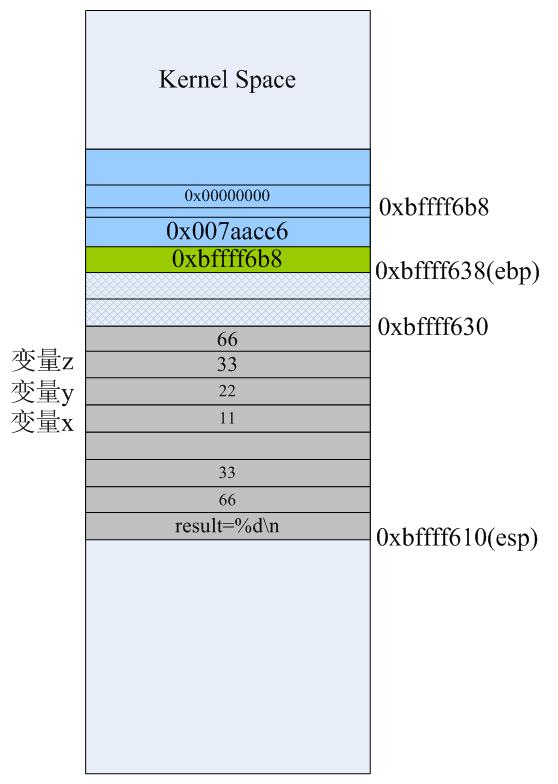 Kernel Space
0x00000000
0xbffff6b8
0x007aacc6
0xbffff6b8
0xbffff638(ebp)
0xbffff630
66
变量z
33
变量y
22
变量x
11
33
66
result=%d\n
0xbffff610(esp)